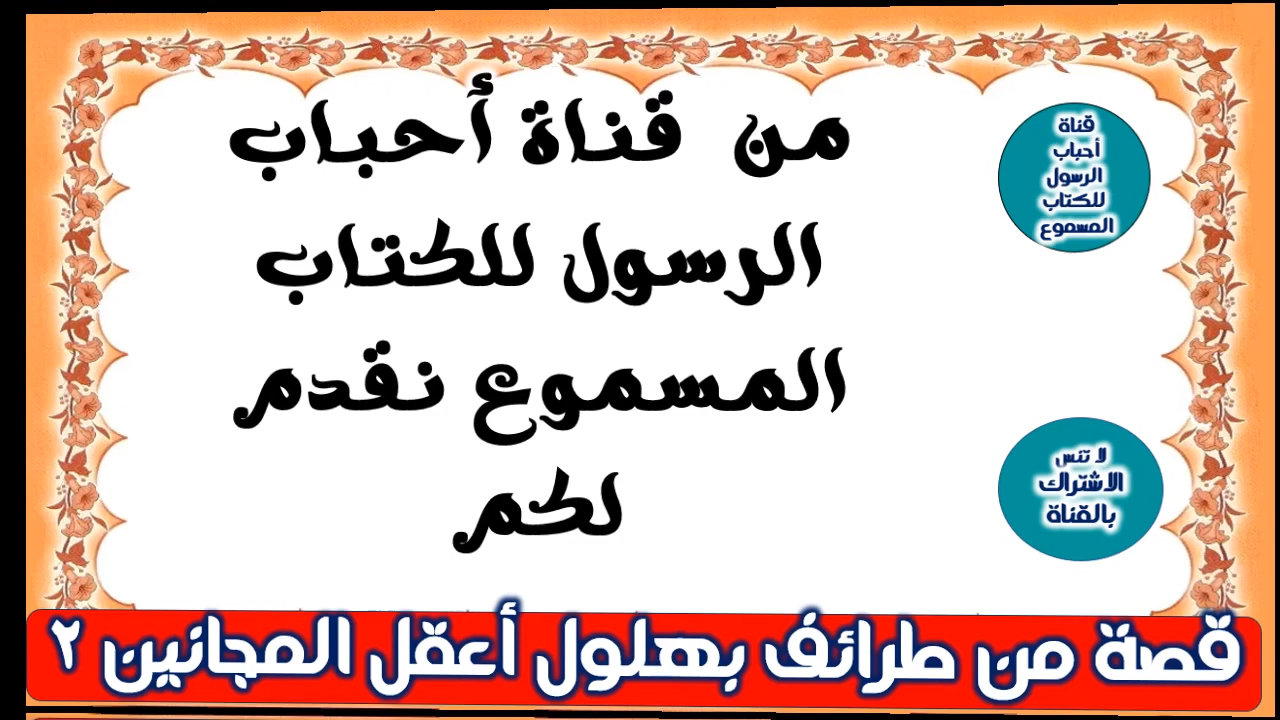 من قناة أحباب
الرسول للكتاب
المسموع نقدم
لكم
قناة
أحباب
الرسول
للكتاب
المسموع
لا تنس
الاشتراك
بالقناة
قصة من طرائف بهلول أعقل المجانين ٢